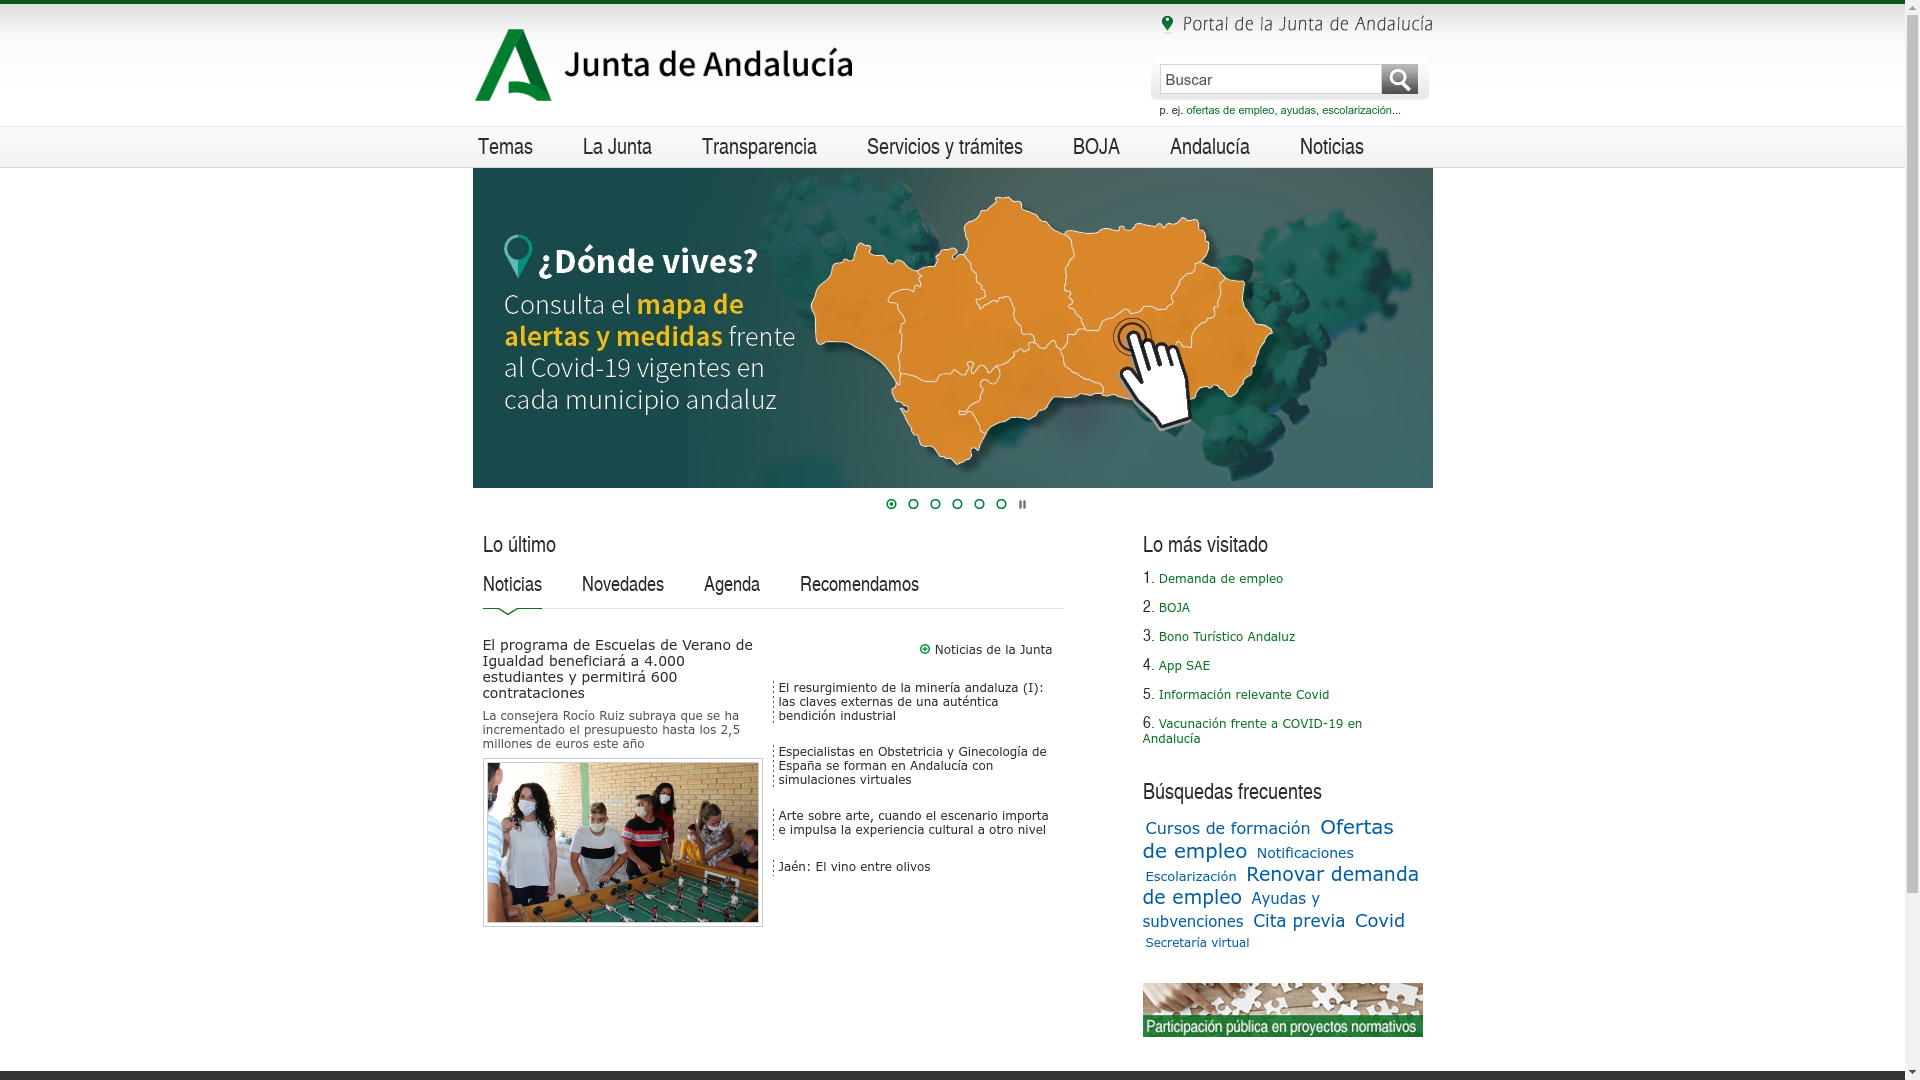 Junta de Andalucía
Portal de la Junta de Andalucía
Buscar
p. ej. ofertas de empleo, ayudas, escolarización...
Temas La Junta Transparencia Servicios y trámites BOJA Andalucía Noticias
¿Dónde vives?
Consulta el mapa de
alertas y medidas frente
al Covid-19 vigentes en
cada municipio andaluz
Lo último
Noticias Novedades Agenda Recomendamos
El programa de Escuelas de Verano de
Igualdad beneficiará a 4.000
estudiantes y permitirá 600
contrataciones
La consejera Rocío Ruiz subraya que se ha
incrementado el presupuesto hasta los 2,5
millones de euros este año
Noticias de la Junta
El resurgimiento de la minería andaluza (I):
las claves externas de una auténtica
bendición industrial
Especialistas en Obstetricia y Ginecología de
España se forman en Andalucía con
simulaciones virtuales
Arte sobre arte, cuando el escenario importa
e impulsa la experiencia cultural a otro nivel
Jaén: El vino entre olivos
Lo más visitado
1. Demanda de empleo
2. BOJA
3. Bono Turístico Andaluz
4. App SAE
5. Información relevante Covid
6. Vacunación frente a COVID-19 en
Andalucía
Búsquedas frecuentes
Cursos de formación Ofertas
de empleo Notificaciones
Escolarización Renovar demanda
de empleo Ayudas y
subvenciones Cita previa Covid
Secretaría virtual
Participación pública en proyectos normativos